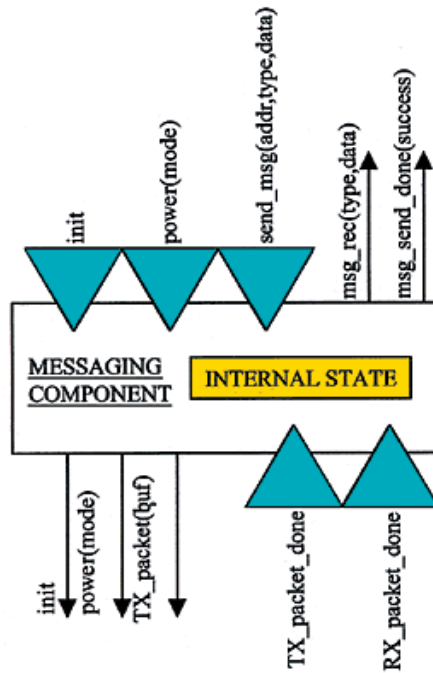 init
power(mode)
send_msg(addr,type,data)
msg_rec(type,data)
msg_send_done(success)
MESSAGING
COMPONENT
INTERNAL STATE
init
power(mode)
TX_packet(buf)
TX_packet_done
RX_packet_done